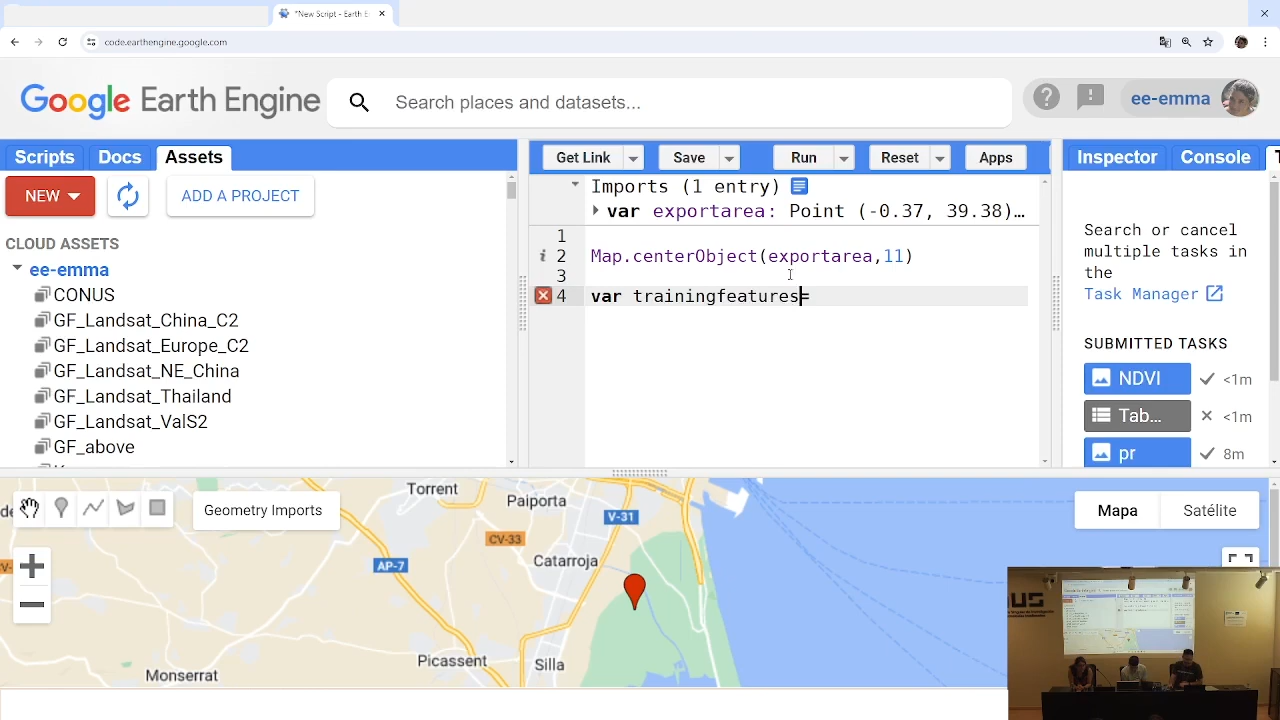 *New Script - Earth E
code.earthengine.google.com
Google Earth Engine
Search places and datasets...
ee-emma
Scripts
Docs
Assets
NEW
ADD A PROJECT
CLOUD ASSETS
ee-emma
CONUS
GF_Landsat_China_C2
GF_Landsat_Europe_C2
GF_Landsat_NE_China
GF_Landsat_Thailand
GF_Landsat_ValS2
GF_above
Get Link
Save
Run
Reset
Apps
Imports (1 entry)
var exportarea: Point (-0.37, 39.38)…
1
2 Map.centerObject(exportarea,11)
3
4 var trainingfeatures=
Inspector
Console
T
Search or cancel
multiple tasks in
the
Task Manager
SUBMITTED TASKS
NDVI <1m
Tab... <1m
pr 8m
Geometry Imports
Mapa
Satélite
Torrent
Paiporta
V-31
CV-33
AP-7
Catarroja
Picassent
Silla
Monserrat